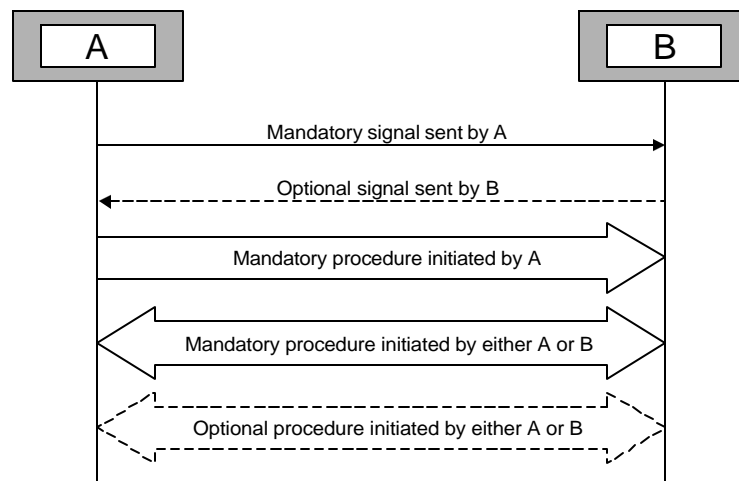 A
B
Mandatory signal sent by A
Optional signal sent by B
Mandatory procedure initiated by A
Mandatory procedure initiated by either A or B
Optional procedure initiated by either A or B